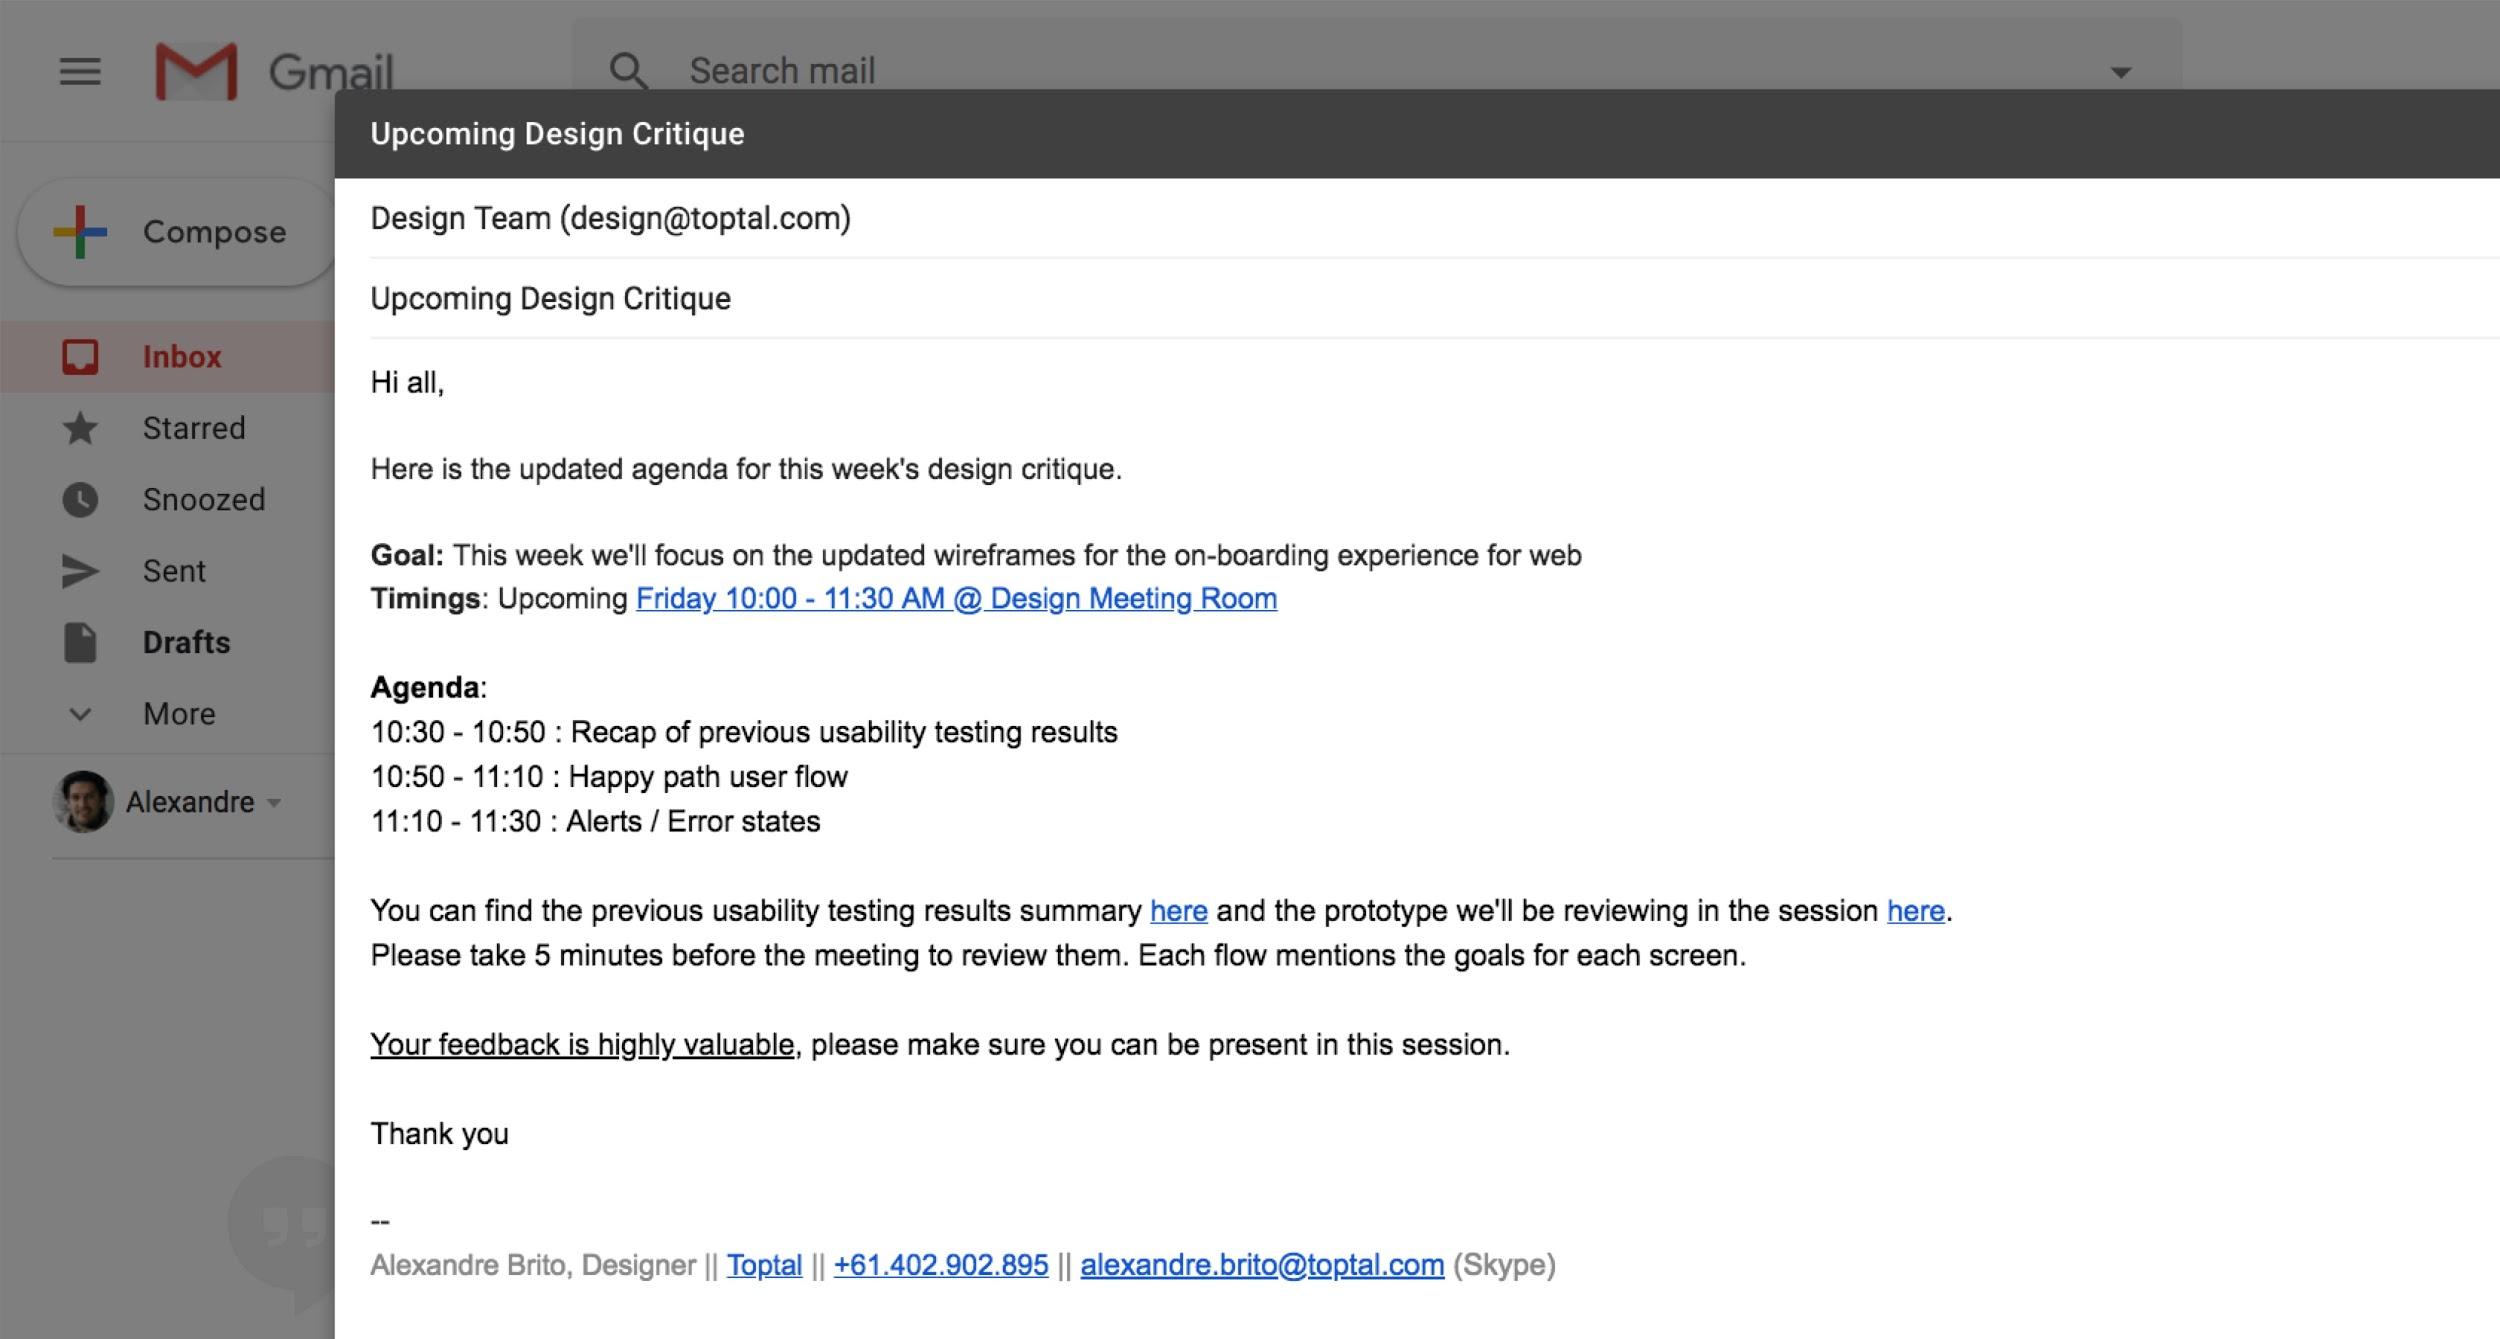 Gmail
Search mail
Upcoming Design Critique
Design Team (design@toptal.com)
Compose
Upcoming Design Critique
Inbox
Starred
Snoozed
Sent
Drafts
More
Alexandre
Hi all,
Here is the updated agenda for this week's design critique.
Goal: This week we'll focus on the updated wireframes for the on-boarding experience for web
Timings: Upcoming Friday 10:00 - 11:30 AM @ Design Meeting Room
Agenda:
10:30 - 10:50 : Recap of previous usability testing results
10:50 - 11:10 : Happy path user flow
11:10 - 11:30 : Alerts / Error states
You can find the previous usability testing results summary here and the prototype we'll be reviewing in the session here.
Please take 5 minutes before the meeting to review them. Each flow mentions the goals for each screen.
Your feedback is highly valuable, please make sure you can be present in this session.
Thank you
--
Alexandre Brito, Designer || Toptal || +61.402.902.895 || alexandre.brito@toptal.com (Skype)